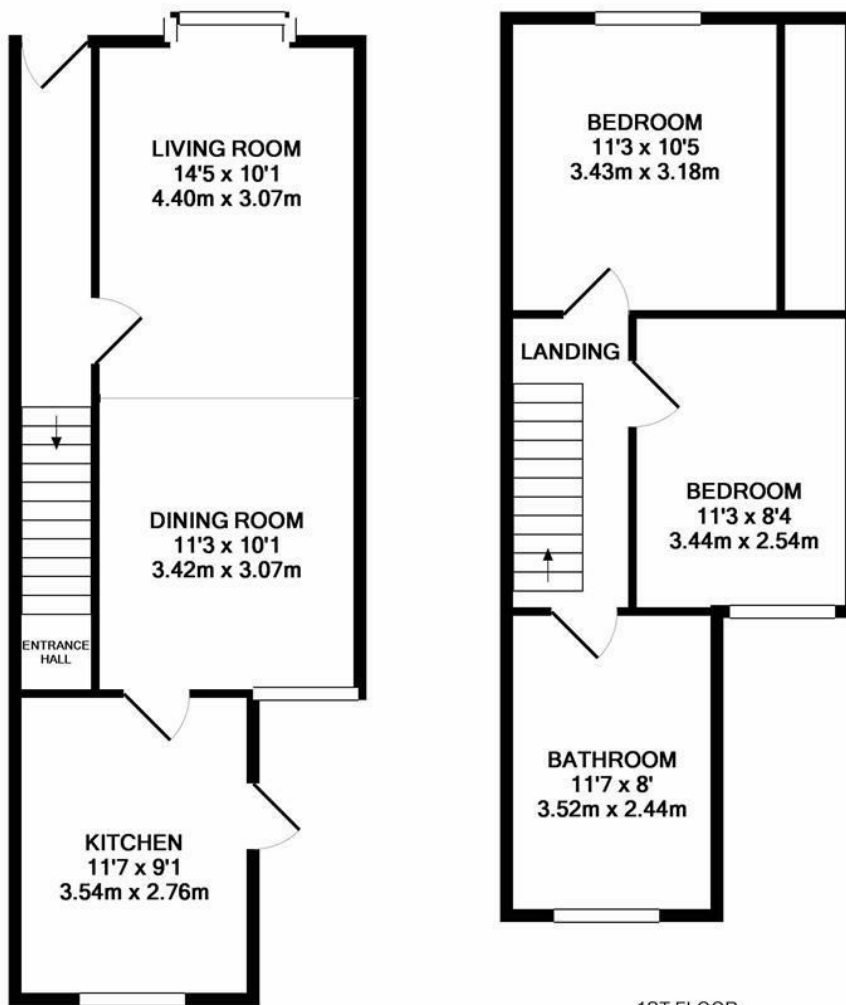 LIVING ROOM
14'5 x 10'1
4.40m x 3.07m
DINING ROOM
11'3 x 10'1
3.42m x 3.07m
ENTRANCE
HALL
KITCHEN
11'7 x 9'1
3.54m x 2.76m
BEDROOM
11'3 x 10'5
3.43m x 3.18m
LANDING
BEDROOM
11'3 x 8'4
3.44m x 2.54m
BATHROOM
11'7 x 8'
3.52m x 2.44m
1ST FLOOR